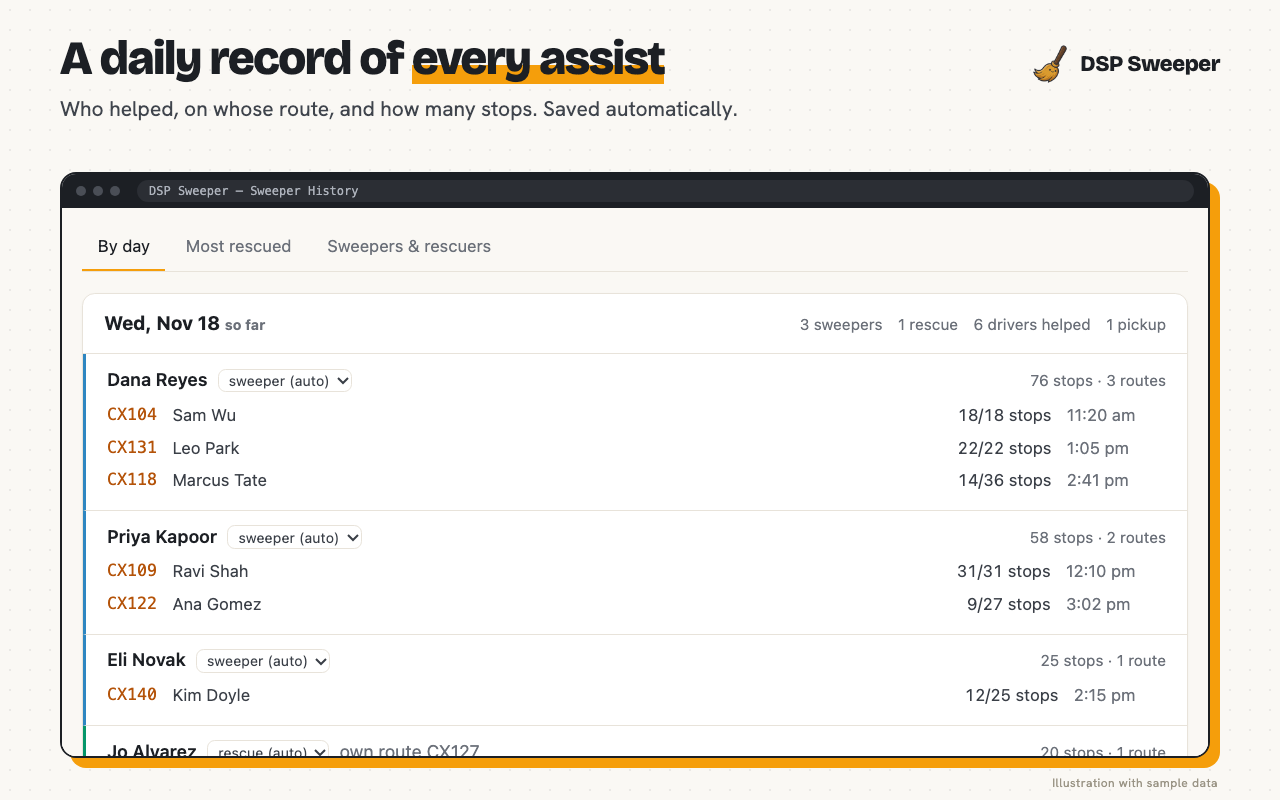 A daily record of every assist
DSP Sweeper
Who helped, on whose route, and how many stops. Saved automatically.
DSP Sweeper — Sweeper History
By day Most rescued Sweepers & rescuers
Wed, Nov 18 so far 3 sweepers 1 rescue 6 drivers helped 1 pickup
Dana Reyes sweeper (auto) 76 stops · 3 routes
CX104 Sam Wu 18/18 stops 11:20 am
CX131 Leo Park 22/22 stops 1:05 pm
CX118 Marcus Tate 14/36 stops 2:41 pm
Priya Kapoor sweeper (auto) 58 stops · 2 routes
CX109 Ravi Shah 31/31 stops 12:10 pm
CX122 Ana Gomez 9/27 stops 3:02 pm
Eli Novak sweeper (auto) 25 stops · 1 route
CX140 Kim Doyle 12/25 stops 2:15 pm
Jo Alvarez rescue (auto) own route CX127 20 stops · 1 route
Illustration with sample data